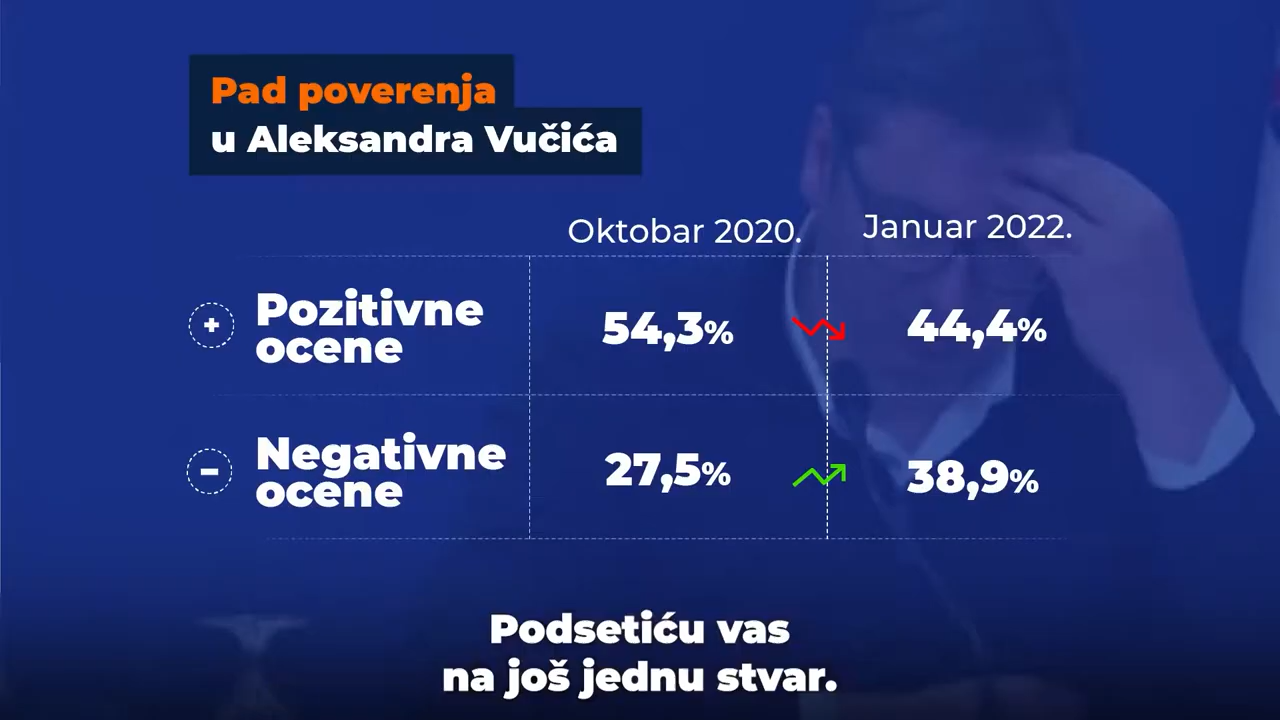 Pad poverenja
u Aleksandra Vučića
Oktobar 2020. Januar 2022.
+ Pozitivne
ocene
54,3% 44,4%
- Negativne
ocene
27,5% 38,9%
Podsetiću vas
na još jednu stvar.